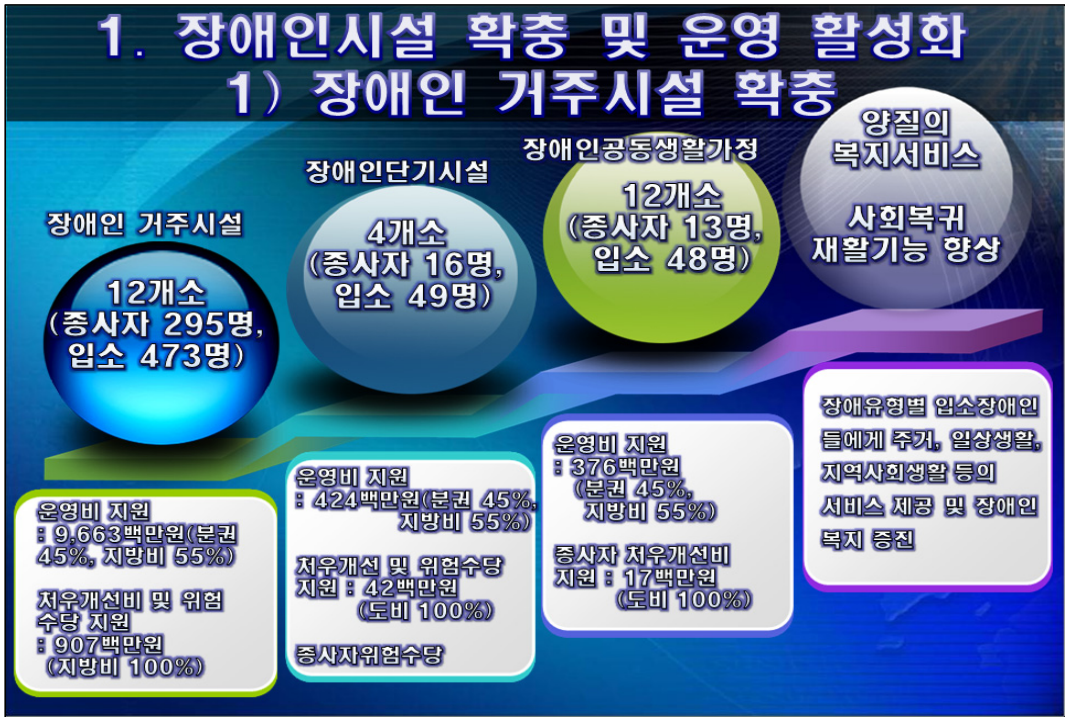 1. 장애인시설 확충 및 운영 활성화
1) 장애인 거주시설 확충
장애인 거주시설
12개소
(종사자 295명,
입소 473명)
장애인단기시설
4개소
(종사자 16명,
입소 49명)
장애인공동생활가정
12개소
(종사자 13명,
입소 48명)
양질의
복지서비스
사회복귀
재활기능 향상
운영비 지원
: 9,663백만원(분권
45%, 지방비 55%)
처우개선비 및 위험
수당 지원
: 907백만원
(지방비 100%)
운영비 지원
: 424백만원(분권 45%,
지방비 55%)
처우개선 및 위험수당
지원 : 42백만원
(도비 100%)
종사자위험수당
운영비 지원
: 376백만원
(분권 45%,
지방비 55%)
종사자 처우개선비
지원 : 17백만원
(도비 100%)
장애유형별 입소장애인
들에게 주거, 일상생활,
지역사회생활 등의
서비스 제공 및 장애인
복지 증진